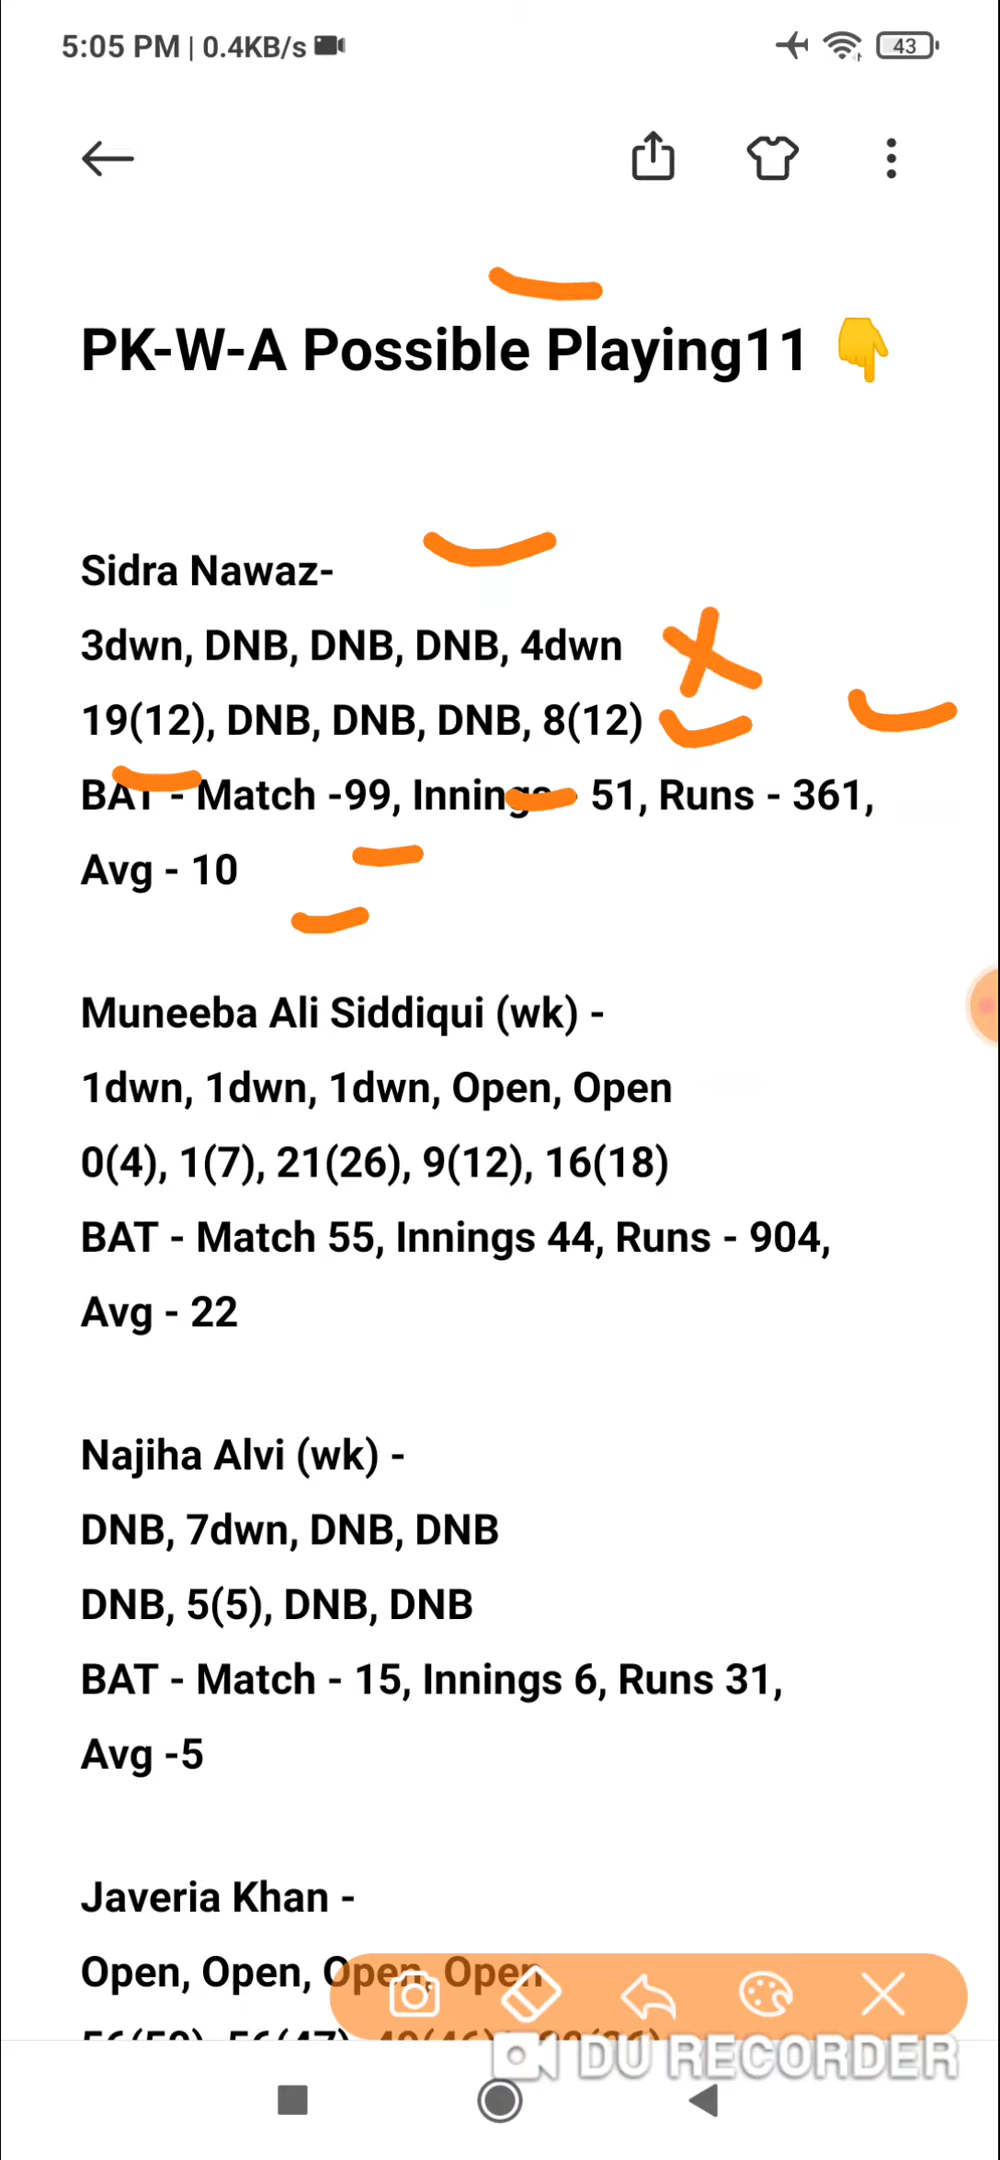 5:05 PM | 0.4KB/s
43
PK-W-A Possible Playing11 👇
Sidra Nawaz-
3dwn, DNB, DNB, DNB, 4dwn
19(12), DNB, DNB, DNB, 8(12)
BAT - Match -99, Innings - 51, Runs - 361,
Avg - 10
Muneeba Ali Siddiqui (wk) -
1dwn, 1dwn, 1dwn, Open, Open
0(4), 1(7), 21(26), 9(12), 16(18)
BAT - Match 55, Innings 44, Runs - 904,
Avg - 22
Najiha Alvi (wk) -
DNB, 7dwn, DNB, DNB
DNB, 5(5), DNB, DNB
BAT - Match - 15, Innings 6, Runs 31,
Avg -5
Javeria Khan -
Open, Open, Open, Open
DU RECORDER